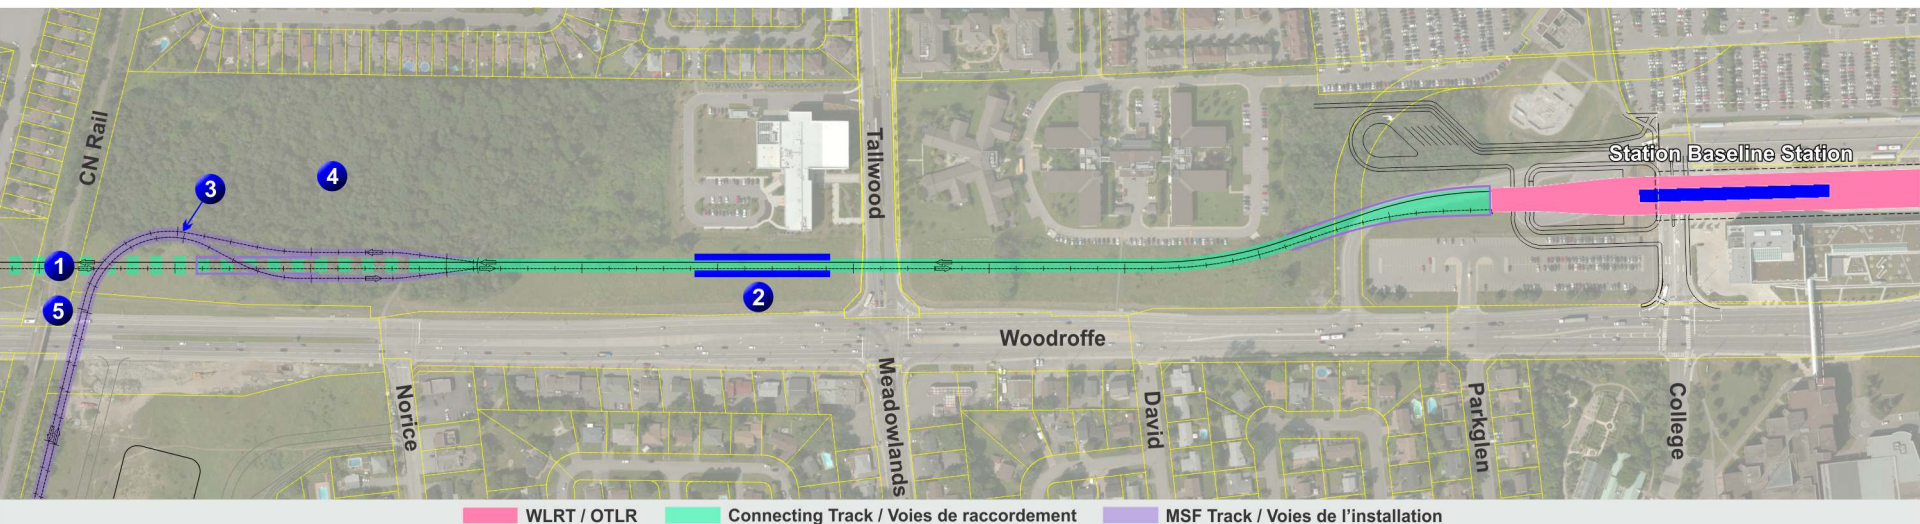 CN Rail
3
4
Tallwood
Station Baseline Station
1
5
2
Woodroffe
Norice
Meadowlands
David
Parkglen
College
WLRT / OTLR
Connecting Track / Voies de raccordement
MSF Track / Voies de l'installation